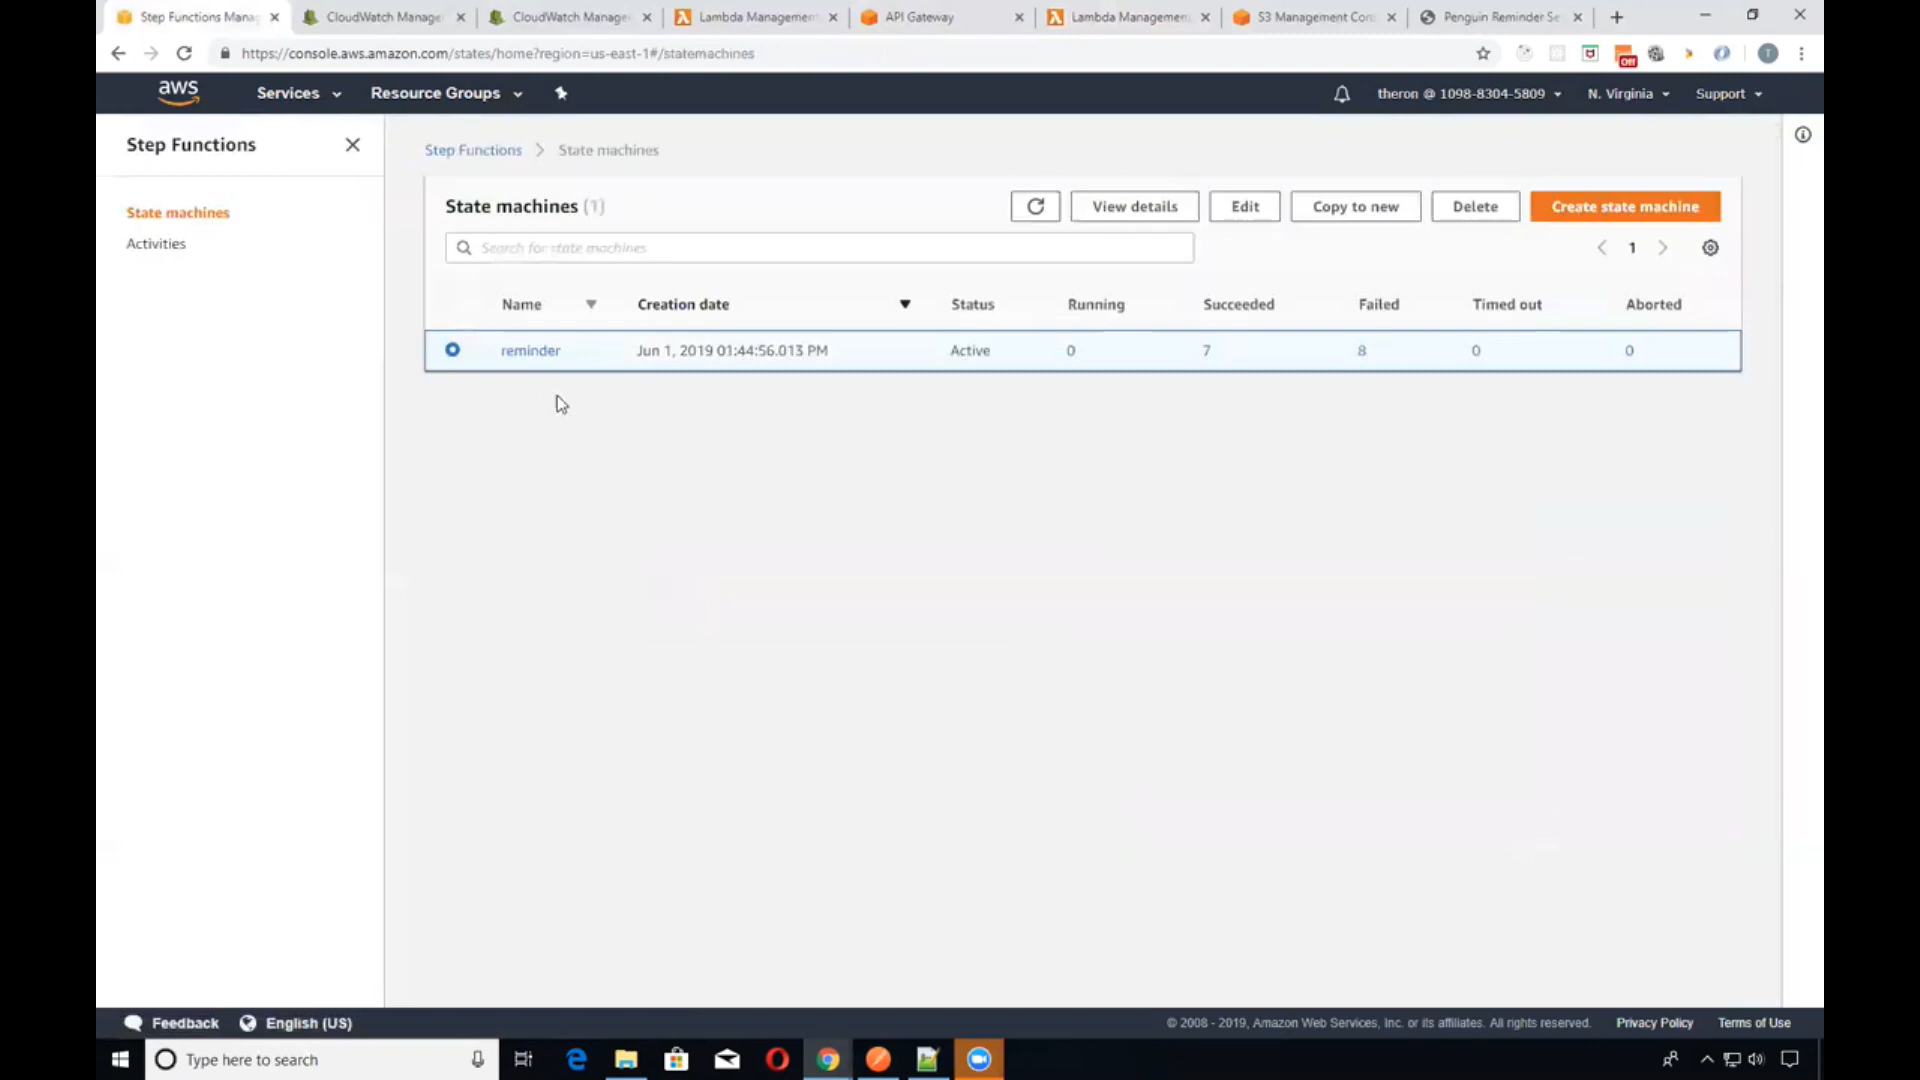 Step Functions Mana
CloudWatch Manage
CloudWatch Manage
Lambda Management
API Gateway
Lambda Managemen
S3 Management Con
Penguin Reminder Se
https://console.aws.amazon.com/states/home?region=us-east-1#/statemachines
Off
T
aws
Services
Resource Groups
theron @ 1098-8304-5809
N. Virginia
Support
Step Functions
State machines
Activities
Step Functions > State machines
State machines (1)
View details
Edit
Copy to new
Delete
Create state machine
Search for state machines
1
Name
Creation date
Status
Running
Succeeded
Failed
Timed out
Aborted
reminder
Jun 1, 2019 01:44:56.013 PM
Active
0
7
8
0
0
Feedback
English (US)
© 2008 - 2019, Amazon Web Services, Inc. or its affiliates. All rights reserved.
Privacy Policy
Terms of Use
Type here to search